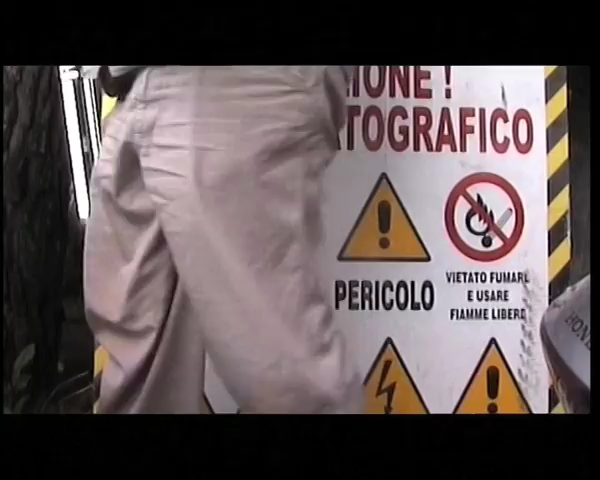 IONE !
TOGRAFICO
PERICOLO
VIETATO FUMARE
E USARE
FIAMME LIBERE